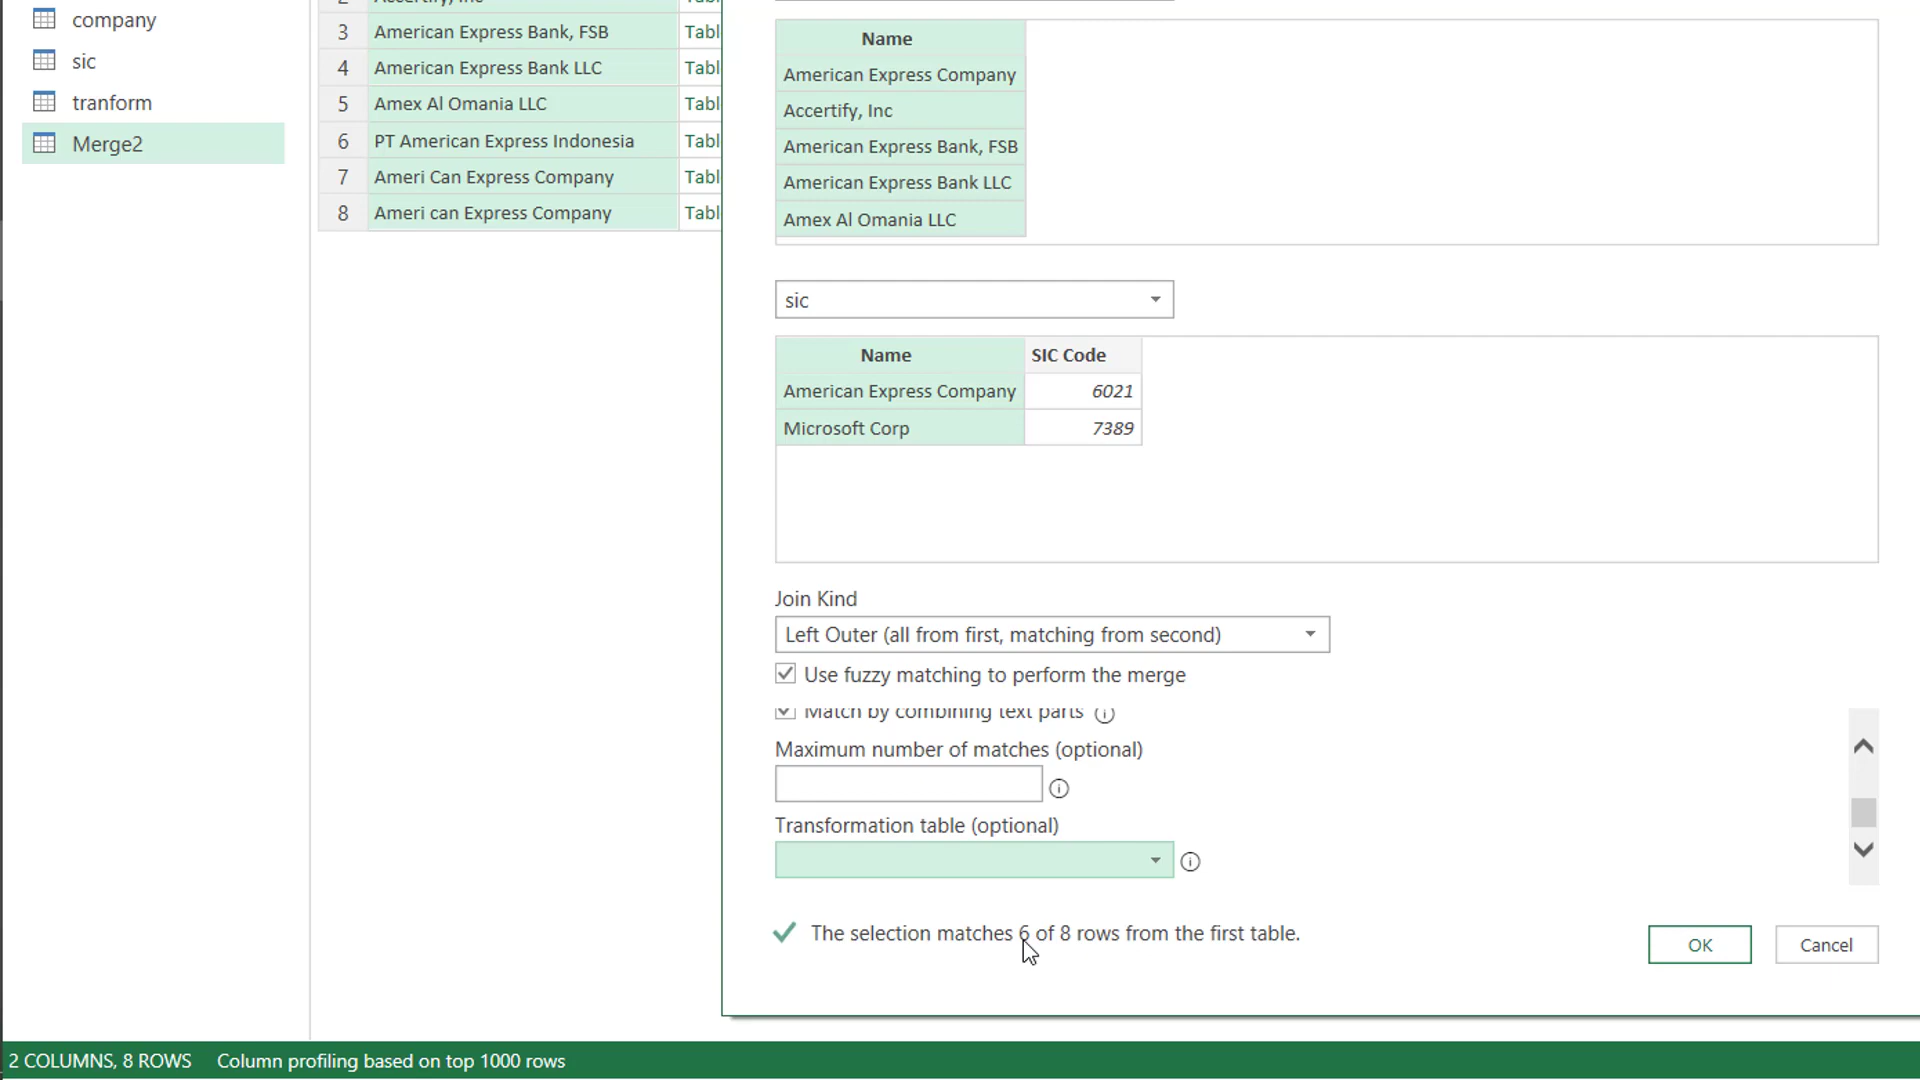 company
sic
tranform
Merge2
2 Accertify, Inc Table
3 American Express Bank, FSB Tabl
4 American Express Bank LLC Tabl
5 Amex Al Omania LLC Tabl
6 PT American Express Indonesia Tabl
7 Ameri Can Express Company Tabl
8 Ameri can Express Company Tabl
Name
American Express Company
Accertify, Inc
American Express Bank, FSB
American Express Bank LLC
Amex Al Omania LLC
sic
Name SIC Code
American Express Company 6021
Microsoft Corp 7389
Join Kind
Left Outer (all from first, matching from second)
Use fuzzy matching to perform the merge
Match by combining text parts
Maximum number of matches (optional)
Transformation table (optional)
The selection matches 6 of 8 rows from the first table.
OK Cancel
2 COLUMNS, 8 ROWS Column profiling based on top 1000 rows